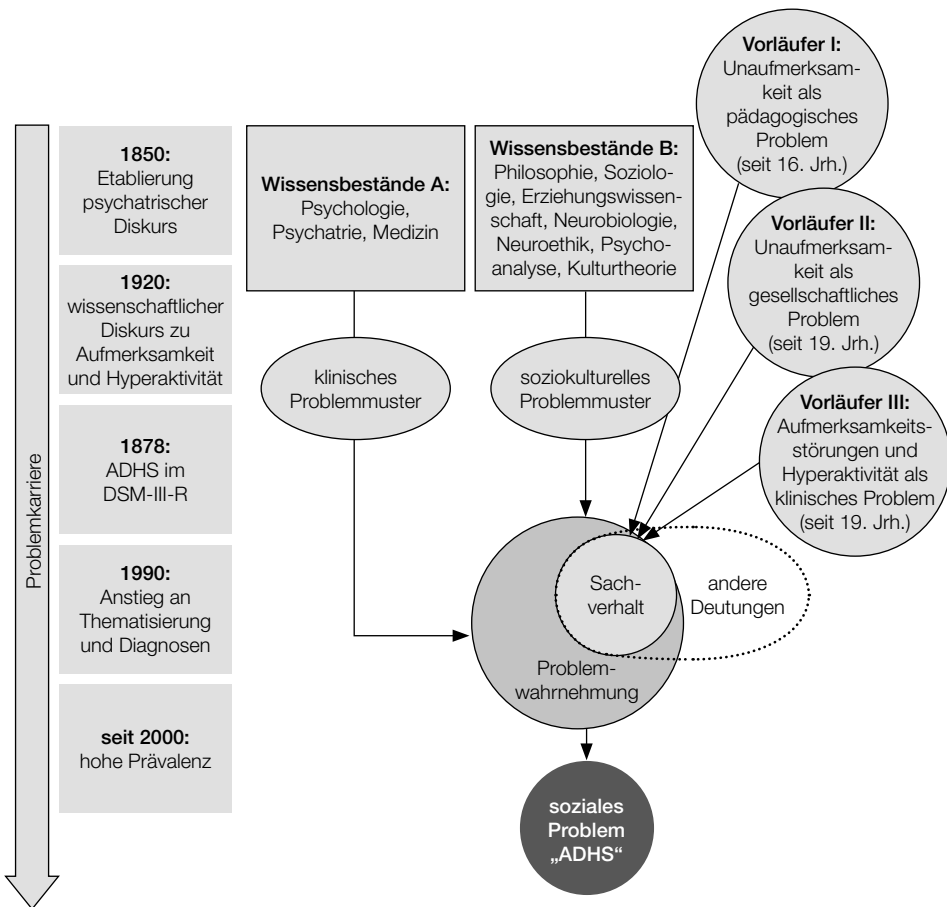 Problemkarriere
1850:
Etablierung
psychatrischer
Diskurs
1920:
wissenschaftlicher
Diskurs zu
Aufmerksamkeit
und Hyperaktivität
1878:
ADHS im
DSM-III-R
1990:
Anstieg an
Thematisierung
und Diagnosen
seit 2000:
hohe Prävalenz
Wissensbestände A:
Psychologie,
Psychatrie, Medizin
klinisches
Problemmuster
Wissensbestände B:
Philosophie, Soziolo-
gie, Erziehungswissen-
schaft, Neurobiologie,
Neuroethik, Psycho-
analyse, Kulturtheorie
soziokulturelles
Problemmuster
Vorläufer I:
Unaufmerksam-
keit als
pädagogisches
Problem
(seit 16. Jrh.)
Vorläufer II:
Unaufmerksam-
keit als
gesellschaftliches
Problem
(seit 19. Jrh.)
Vorläufer III:
Aufmerksamkeits-
störungen und
Hyperaktivität als
klinisches Problem
(seit 19. Jrh.)
Sach-
verhalt
andere
Deutungen
Problem-
wahrnehmung
soziales
Problem
„ADHS“